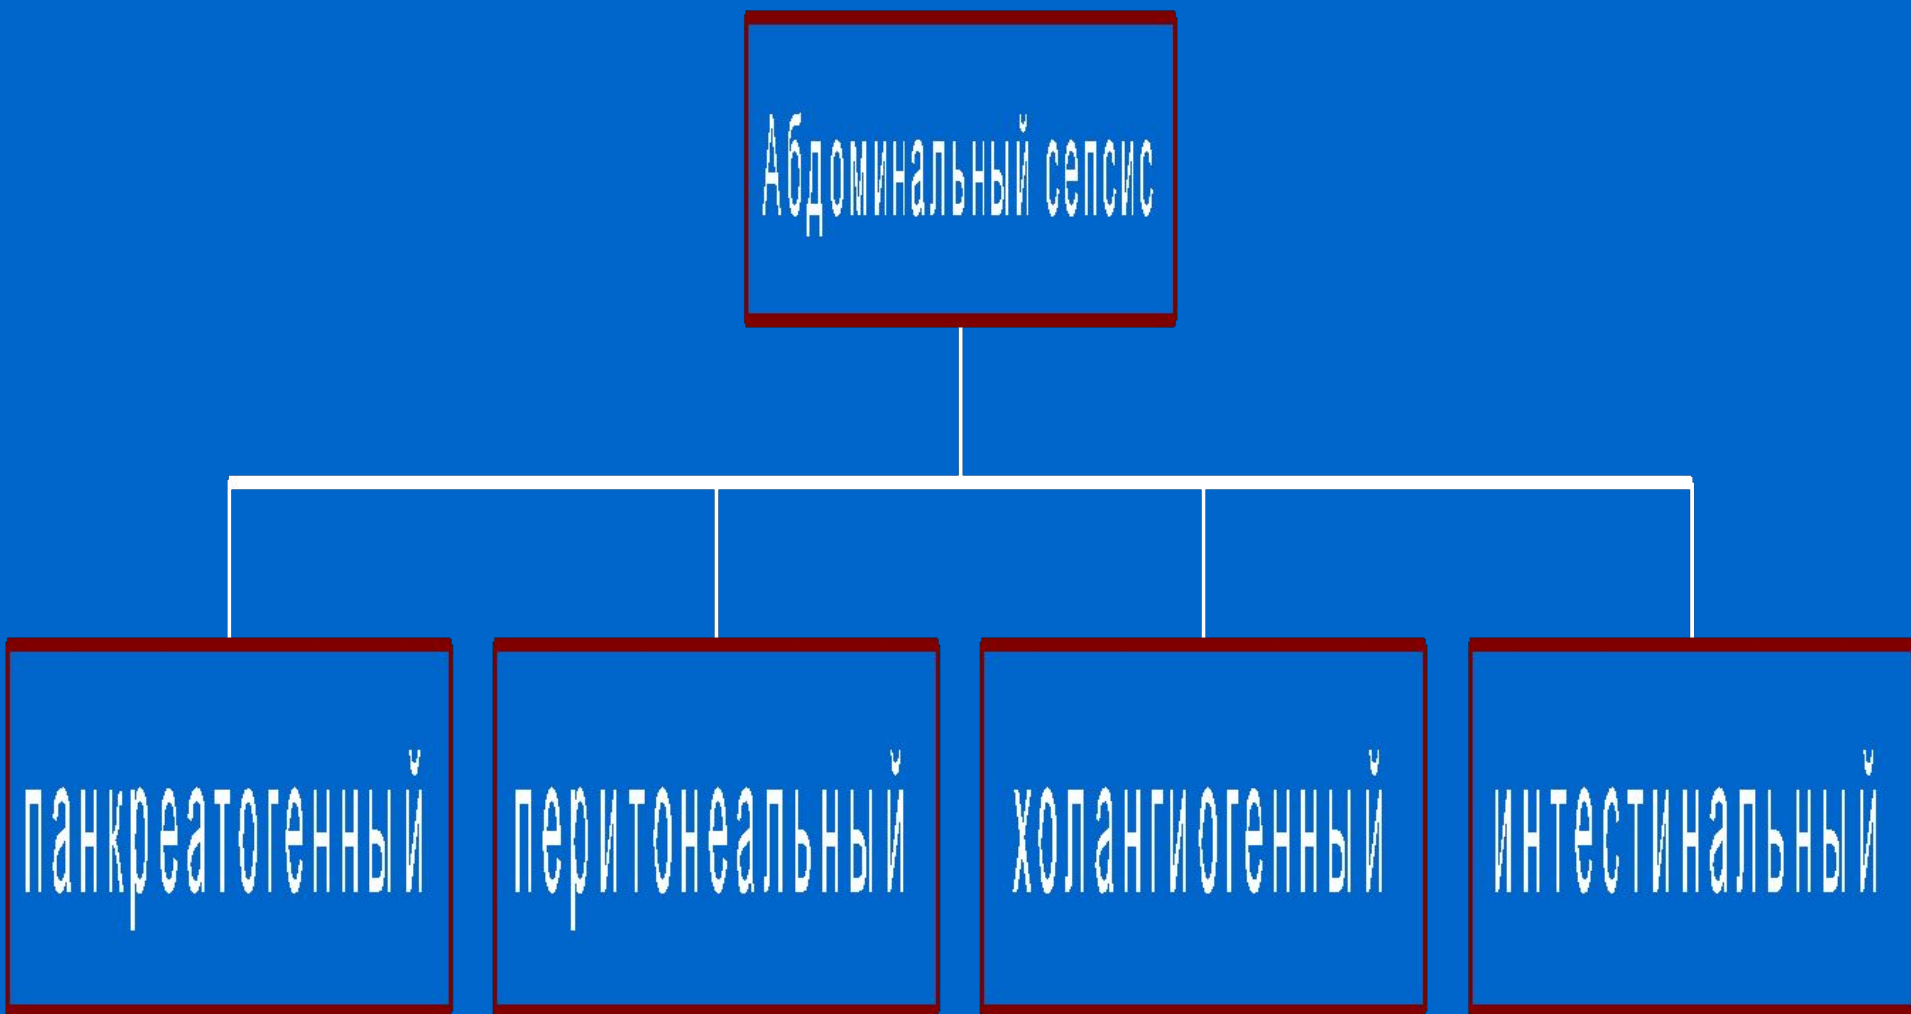 Абдоминальный сепсис
панкреатогенный
перитонеальный
холангиогенный
интестинальный